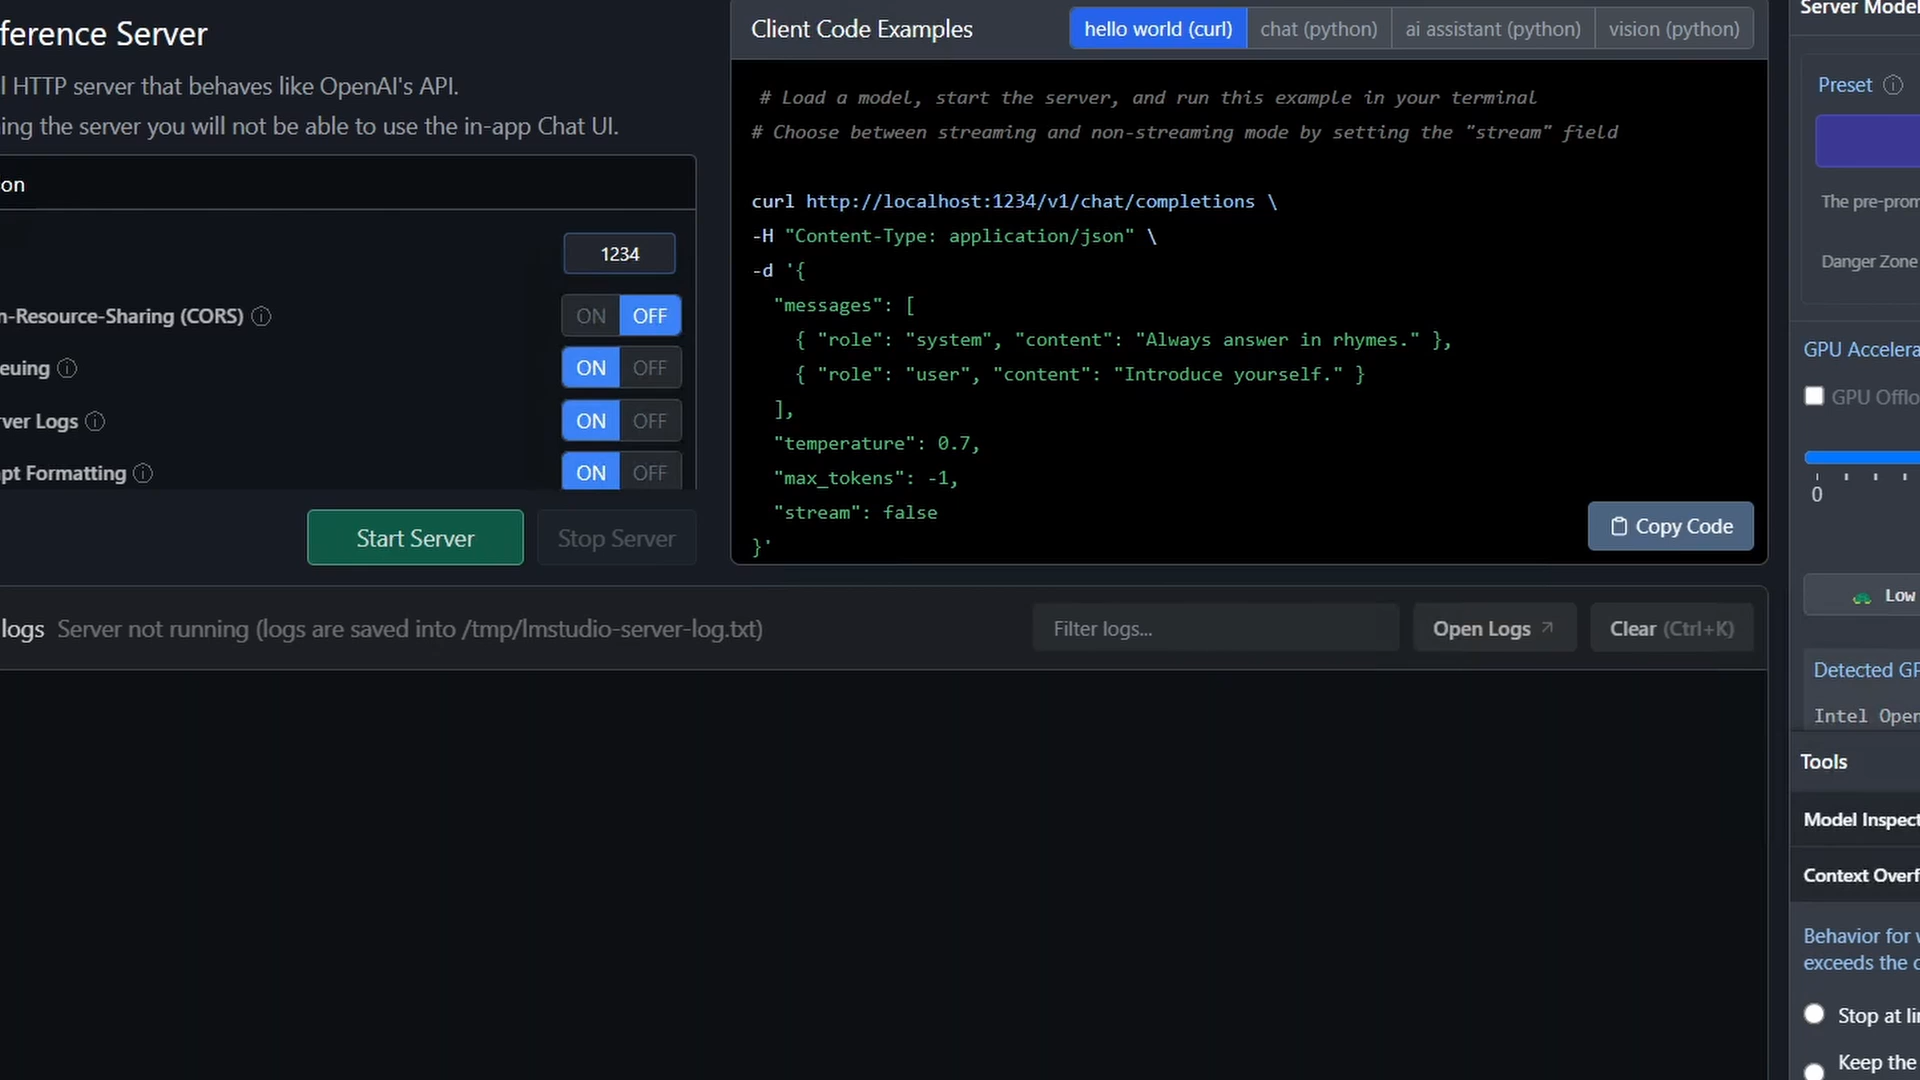 ference Server
l HTTP server that behaves like OpenAI's API.
ing the server you will not be able to use the in-app Chat UI.
on
1234
n-Resource-Sharing (CORS)
ON OFF
euing
ON OFF
ver Logs
ON OFF
pt Formatting
ON OFF
Start Server
Stop Server
Client Code Examples
hello world (curl)
chat (python)
ai assistant (python)
vision (python)
# Load a model, start the server, and run this example in your terminal
# Choose between streaming and non-streaming mode by setting the "stream" field
curl http://localhost:1234/v1/chat/completions \
-H "Content-Type: application/json" \
-d '{
"messages": [
{ "role": "system", "content": "Always answer in rhymes." },
{ "role": "user", "content": "Introduce yourself." }
],
"temperature": 0.7,
"max_tokens": -1,
"stream": false
}'
Copy Code
logs Server not running (logs are saved into /tmp/lmstudio-server-log.txt)
Filter logs...
Open Logs
Clear (Ctrl+K)
Server Model
Preset
The pre-prom
Danger Zone
GPU Accelera
GPU Offlo
0
Low
Detected GP
Intel Open
Tools
Model Inspect
Context Overf
Behavior for w
exceeds the c
Stop at lim
Keep the